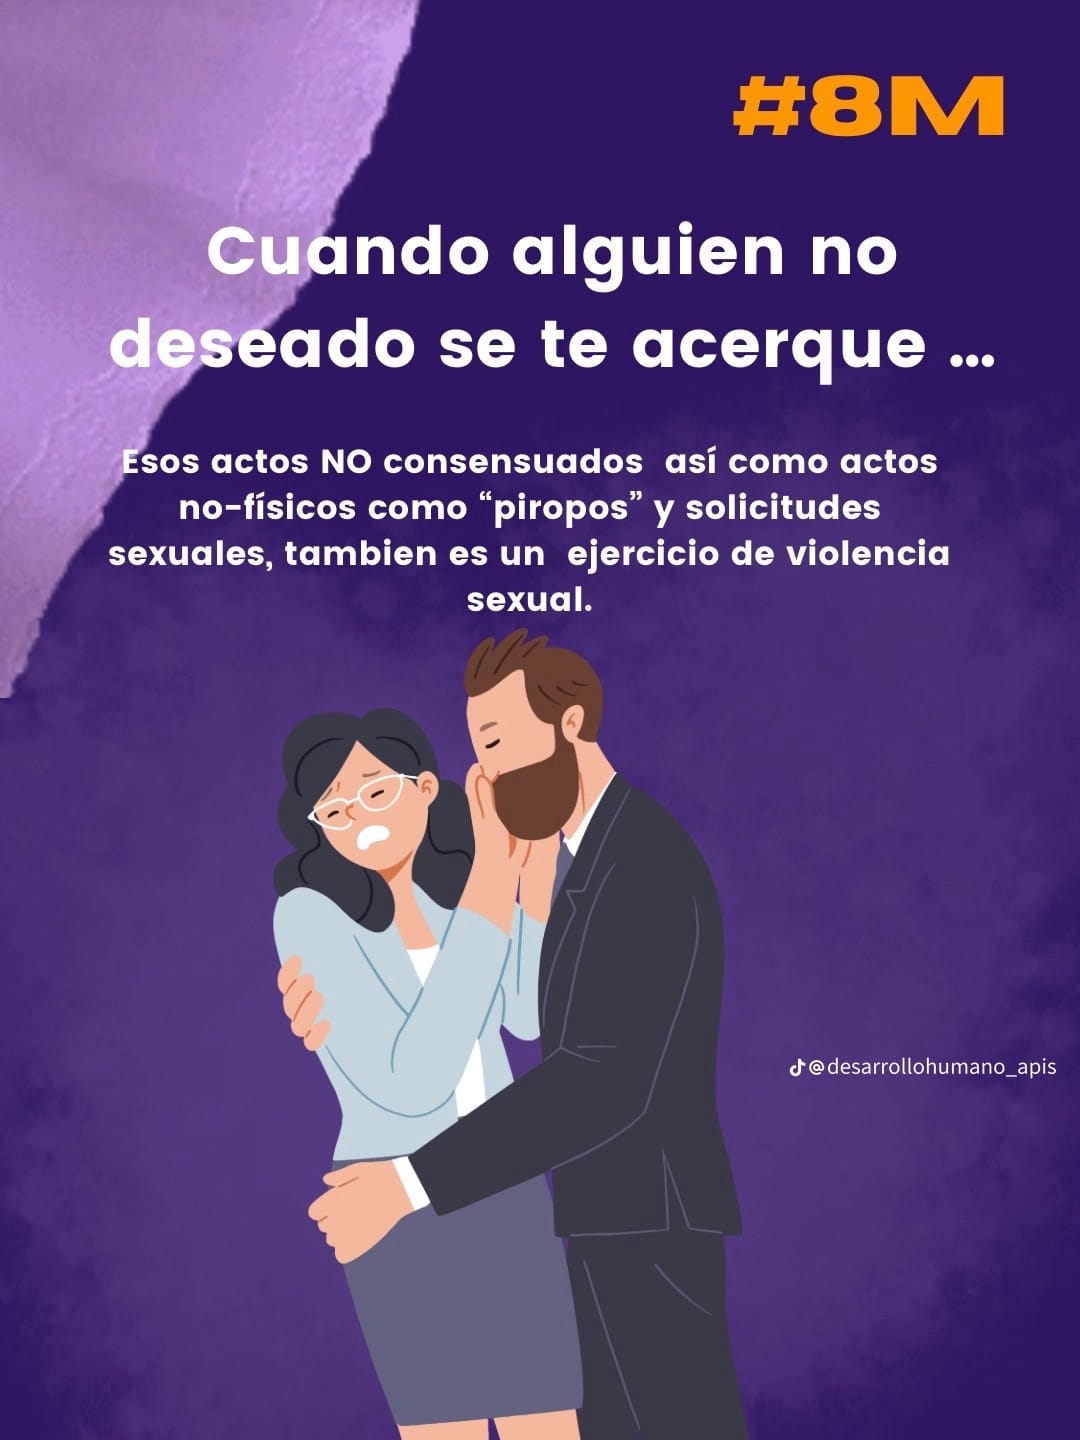 #8M
Cuando alguien no
deseado se te acerque ...
Esos actos NO consensuados así como actos
no-físicos como “piropos” y solicitudes
sexuales, tambien es un ejercicio de violencia
sexual.
@desarrollohumano_apis